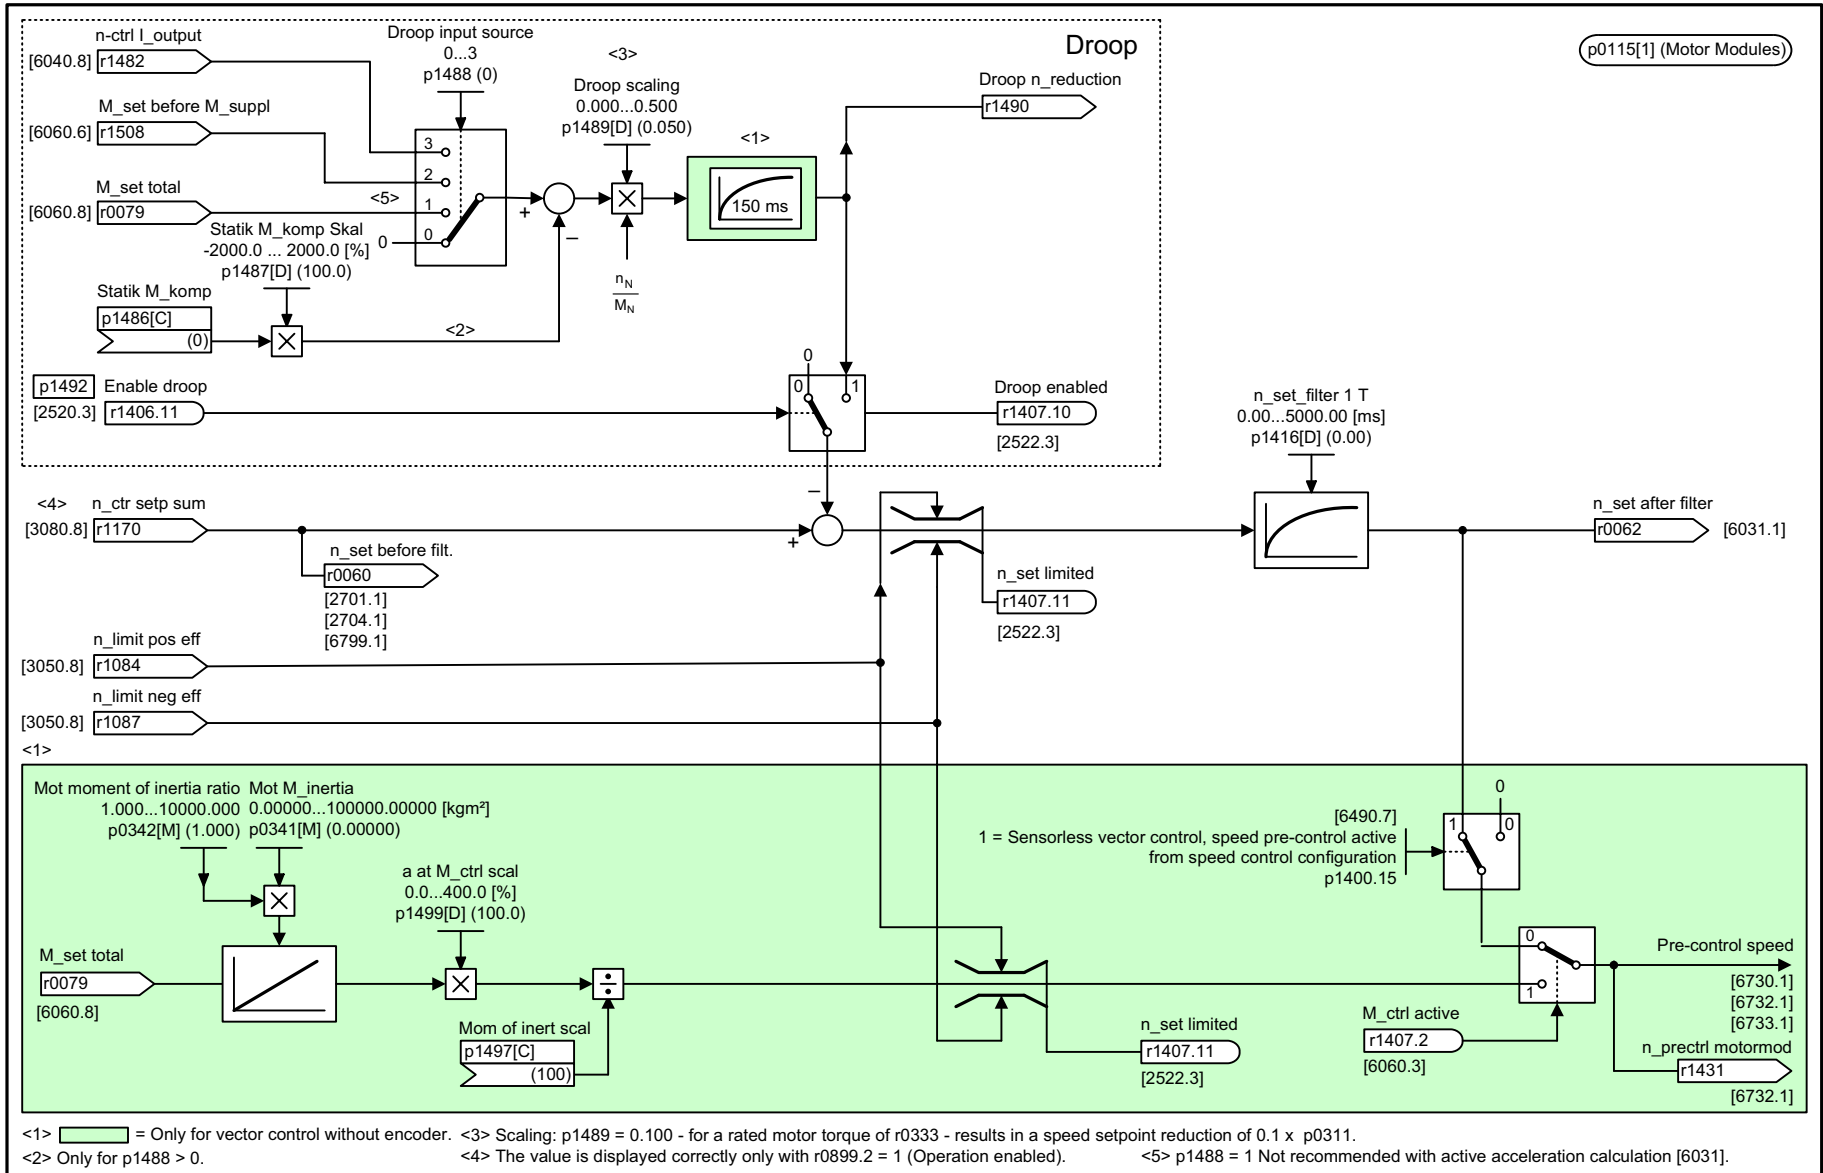 n-ctrl I_output
[6040.8] r1482
Droop input source
0...3
p1488 (0)
<3>
Droop
p0115[1] (Motor Modules)
M_set before M_suppl
[6060.6] r1508
Droop scaling
0.000...0.500
p1489[D] (0.050)
<1>
Droop n_reduction
r1490
3
2
1
0
M_set total
[6060.8] r0079
<5>
0
+
−
150 ms
Statik M_komp Skal
-2000.0 ... 2000.0 [%]
p1487[D] (100.0)
n_N
M_N
Statik M_komp
p1486[C]
(0)
<2>
p1492 Enable droop
[2520.3] r1406.11
0
0 1
Droop enabled
r1407.10
[2522.3]
n_set_filter 1 T
0.00...5000.00 [ms]
p1416[D] (0.00)
<4> n_ctr setp sum
[3080.8] r1170
−
+
n_set after filter
r0062 [6031.1]
n_set before filt.
r0060
[2701.1]
[2704.1]
[6799.1]
n_set limited
r1407.11
[2522.3]
n_limit pos eff
[3050.8] r1084
n_limit neg eff
[3050.8] r1087
<1>
Mot moment of inertia ratio
1.000...10000.000
p0342[M] (1.000)
Mot M_inertia
0.00000...100000.00000 [kgm²]
p0341[M] (0.00000)
[6490.7]
1 = Sensorless vector control, speed pre-control active
from speed control configuration
p1400.15
0
1 0
a at M_ctrl scal
0.0...400.0 [%]
p1499[D] (100.0)
M_set total
r0079
[6060.8]
Mom of inert scal
p1497[C]
(100)
n_set limited
r1407.11
[2522.3]
M_ctrl active
r1407.2
[6060.3]
0
1
Pre-control speed
[6730.1]
[6732.1]
[6733.1]
n_prectrl motormod
r1431
[6732.1]
<1> = Only for vector control without encoder.
<2> Only for p1488 > 0.
<3> Scaling: p1489 = 0.100 - for a rated motor torque of r0333 - results in a speed setpoint reduction of 0.1 x p0311.
<4> The value is displayed correctly only with r0899.2 = 1 (Operation enabled).
<5> p1488 = 1 Not recommended with active acceleration calculation [6031].